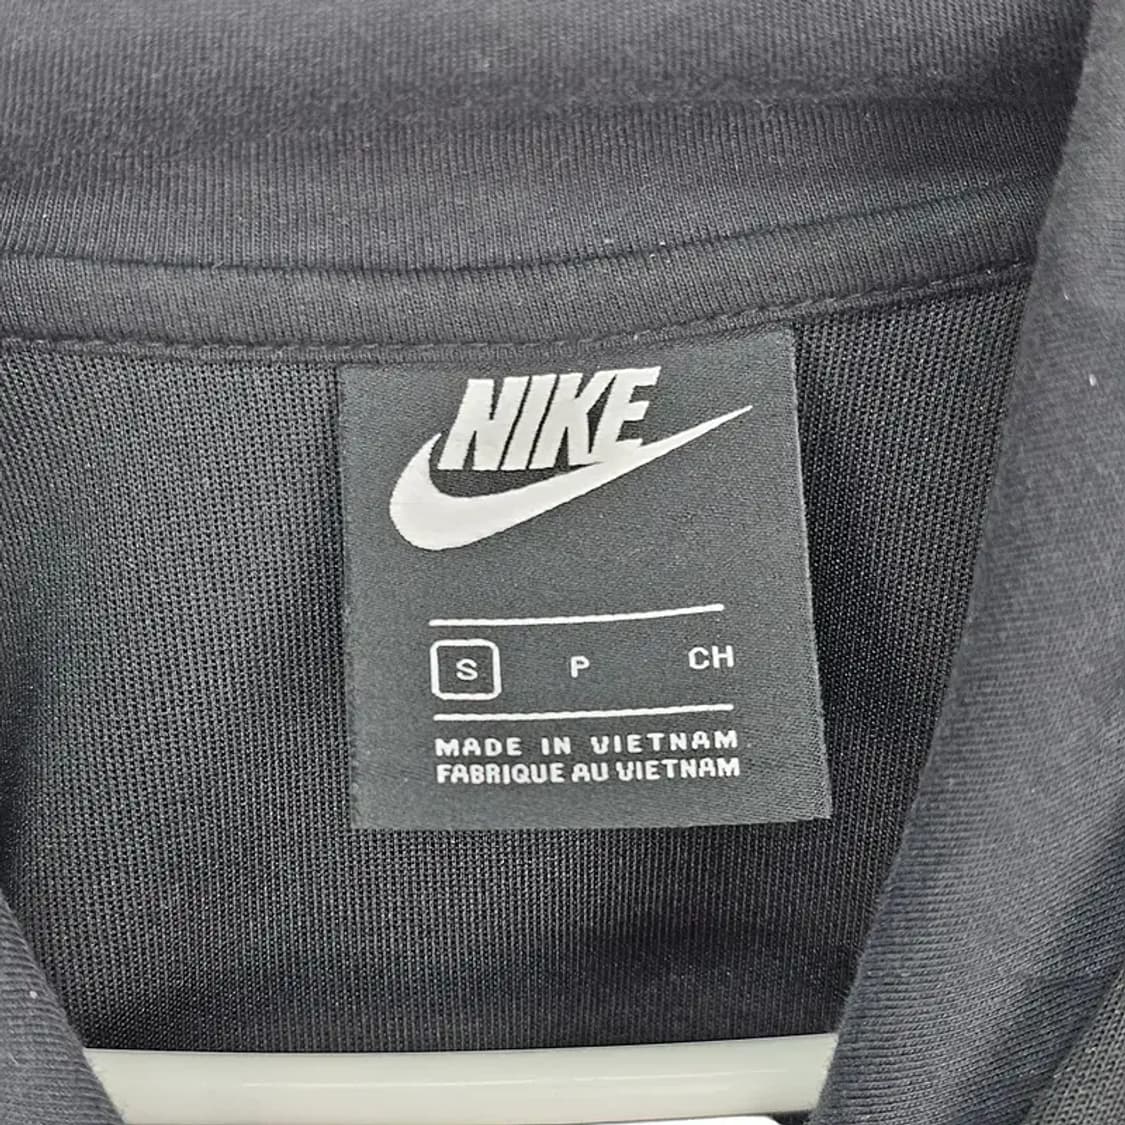 NIKE
S P CH
MADE IN VIETNAM
FABRIQUE AU VIETNAM